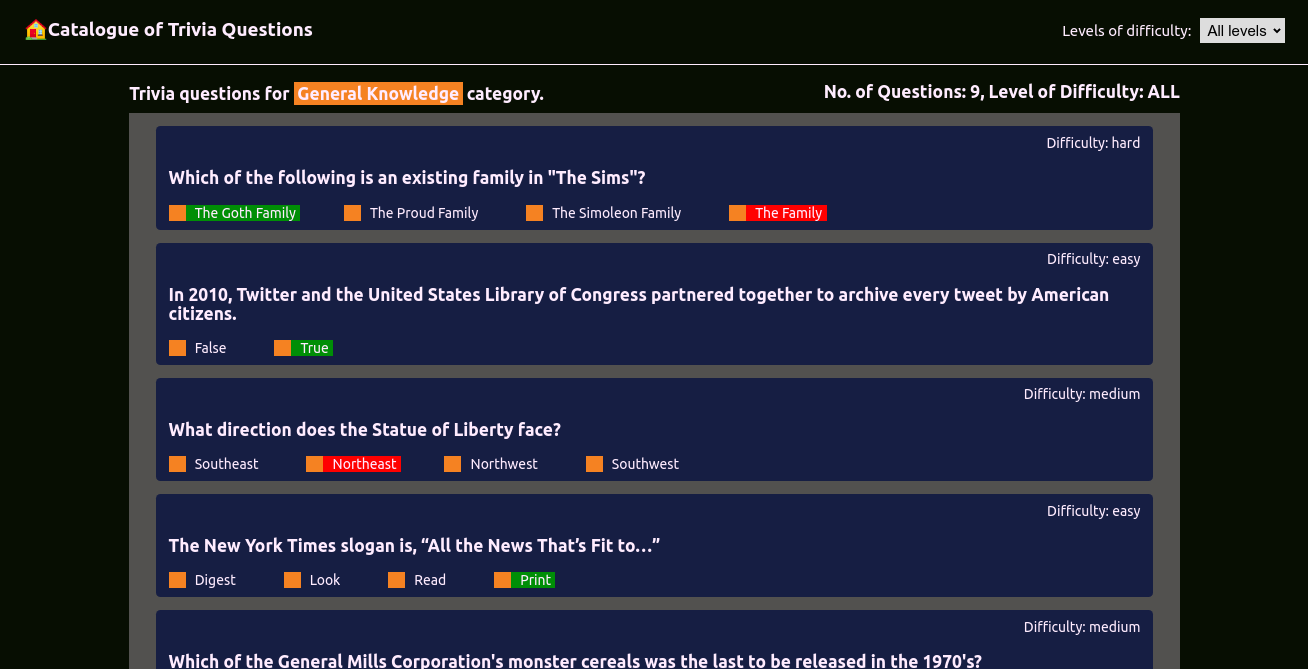 Catalogue of Trivia Questions
Levels of difficulty: All levels
Trivia questions for General Knowledge category.
No. of Questions: 9, Level of Difficulty: ALL
Difficulty: hard
Which of the following is an existing family in "The Sims"?
The Goth Family The Proud Family The Simoleon Family The Family
Difficulty: easy
In 2010, Twitter and the United States Library of Congress partnered together to archive every tweet by American
citizens.
False True
Difficulty: medium
What direction does the Statue of Liberty face?
Southeast Northeast Northwest Southwest
Difficulty: easy
The New York Times slogan is, “All the News That’s Fit to…”
Digest Look Read Print
Difficulty: medium
Which of the General Mills Corporation's monster cereals was the last to be released in the 1970's?